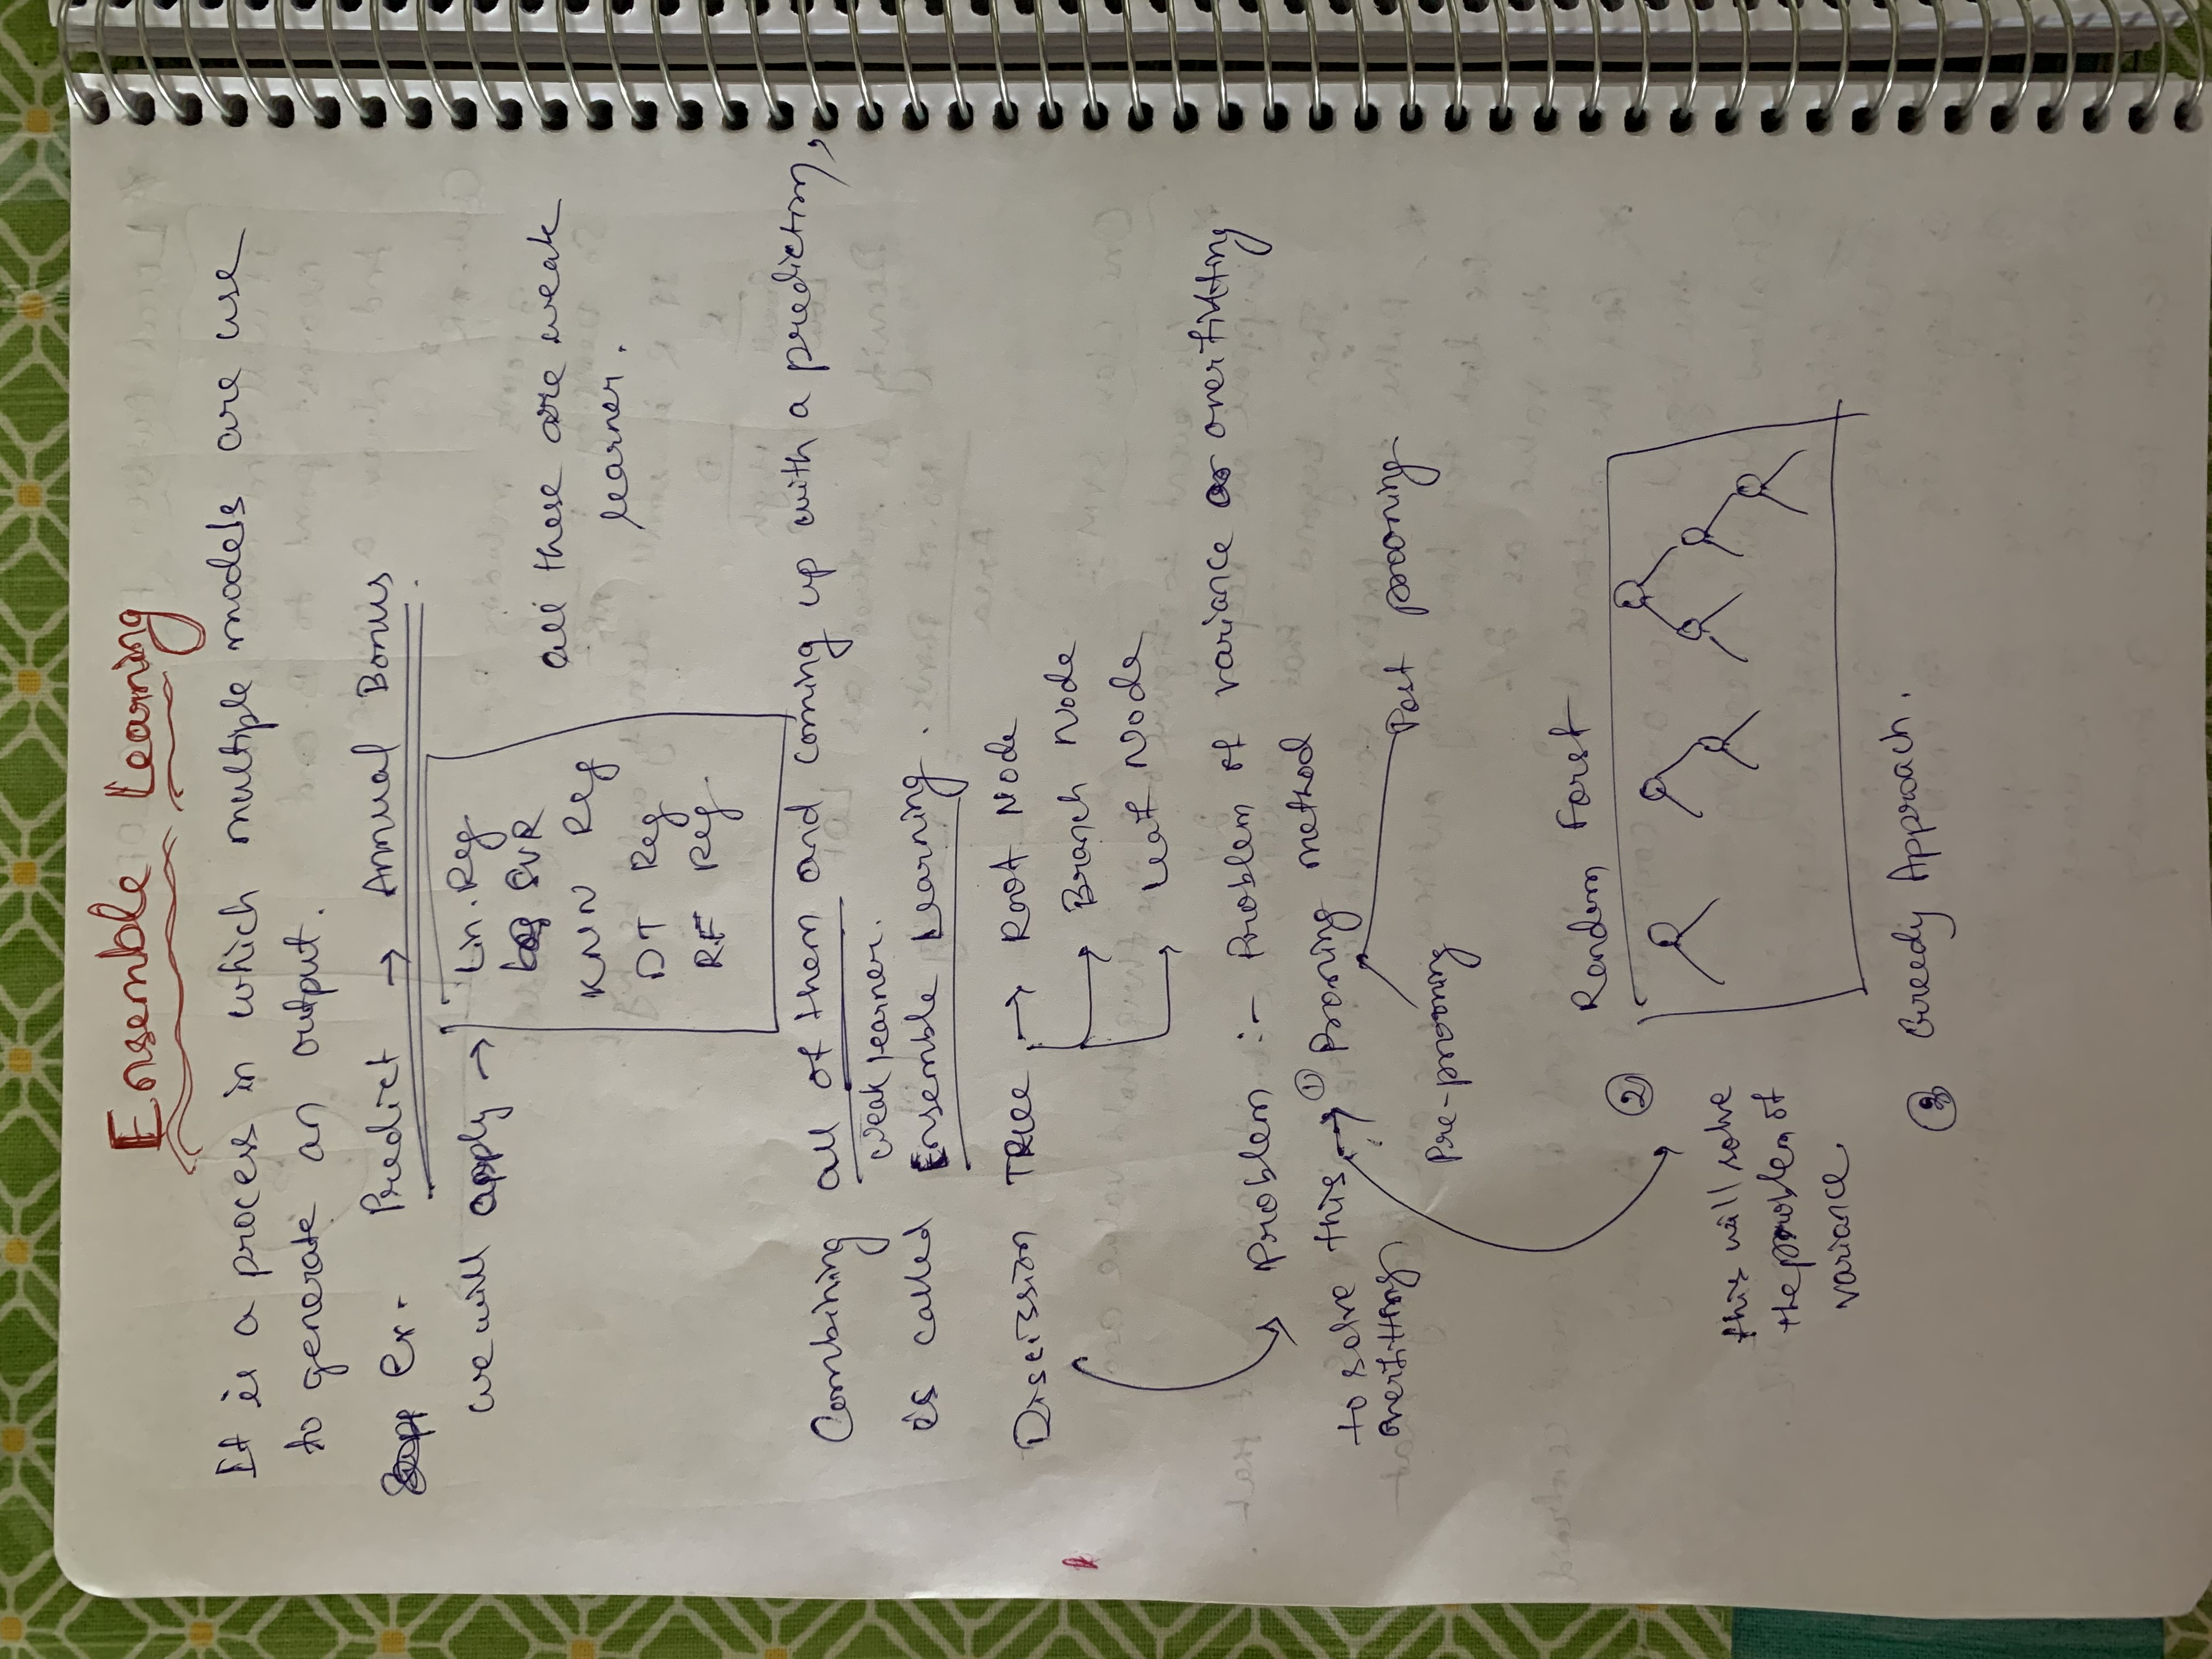 Ensemble Learning
It is a process in which multiple models are use
to generate an output.
Ex. Predict → Annual Bonus
we will apply → Lin. Reg
SVR
KNN Reg
DT Reg
RF Reg.
all these are weak
learner.
Combining all of them and coming up with a prediction,
weak learner.
is called Ensemble Learning.
Discission TRee → Root Node
→ Branch Node
→ Leaf Node
Problem :- Problem of variance or overfitting
to solve this → ① Prooning method
overfitting
Pre-prooning
Post prooning
② Random Forst
this will solve
the problem of
variance.
③ Greedy Approach.